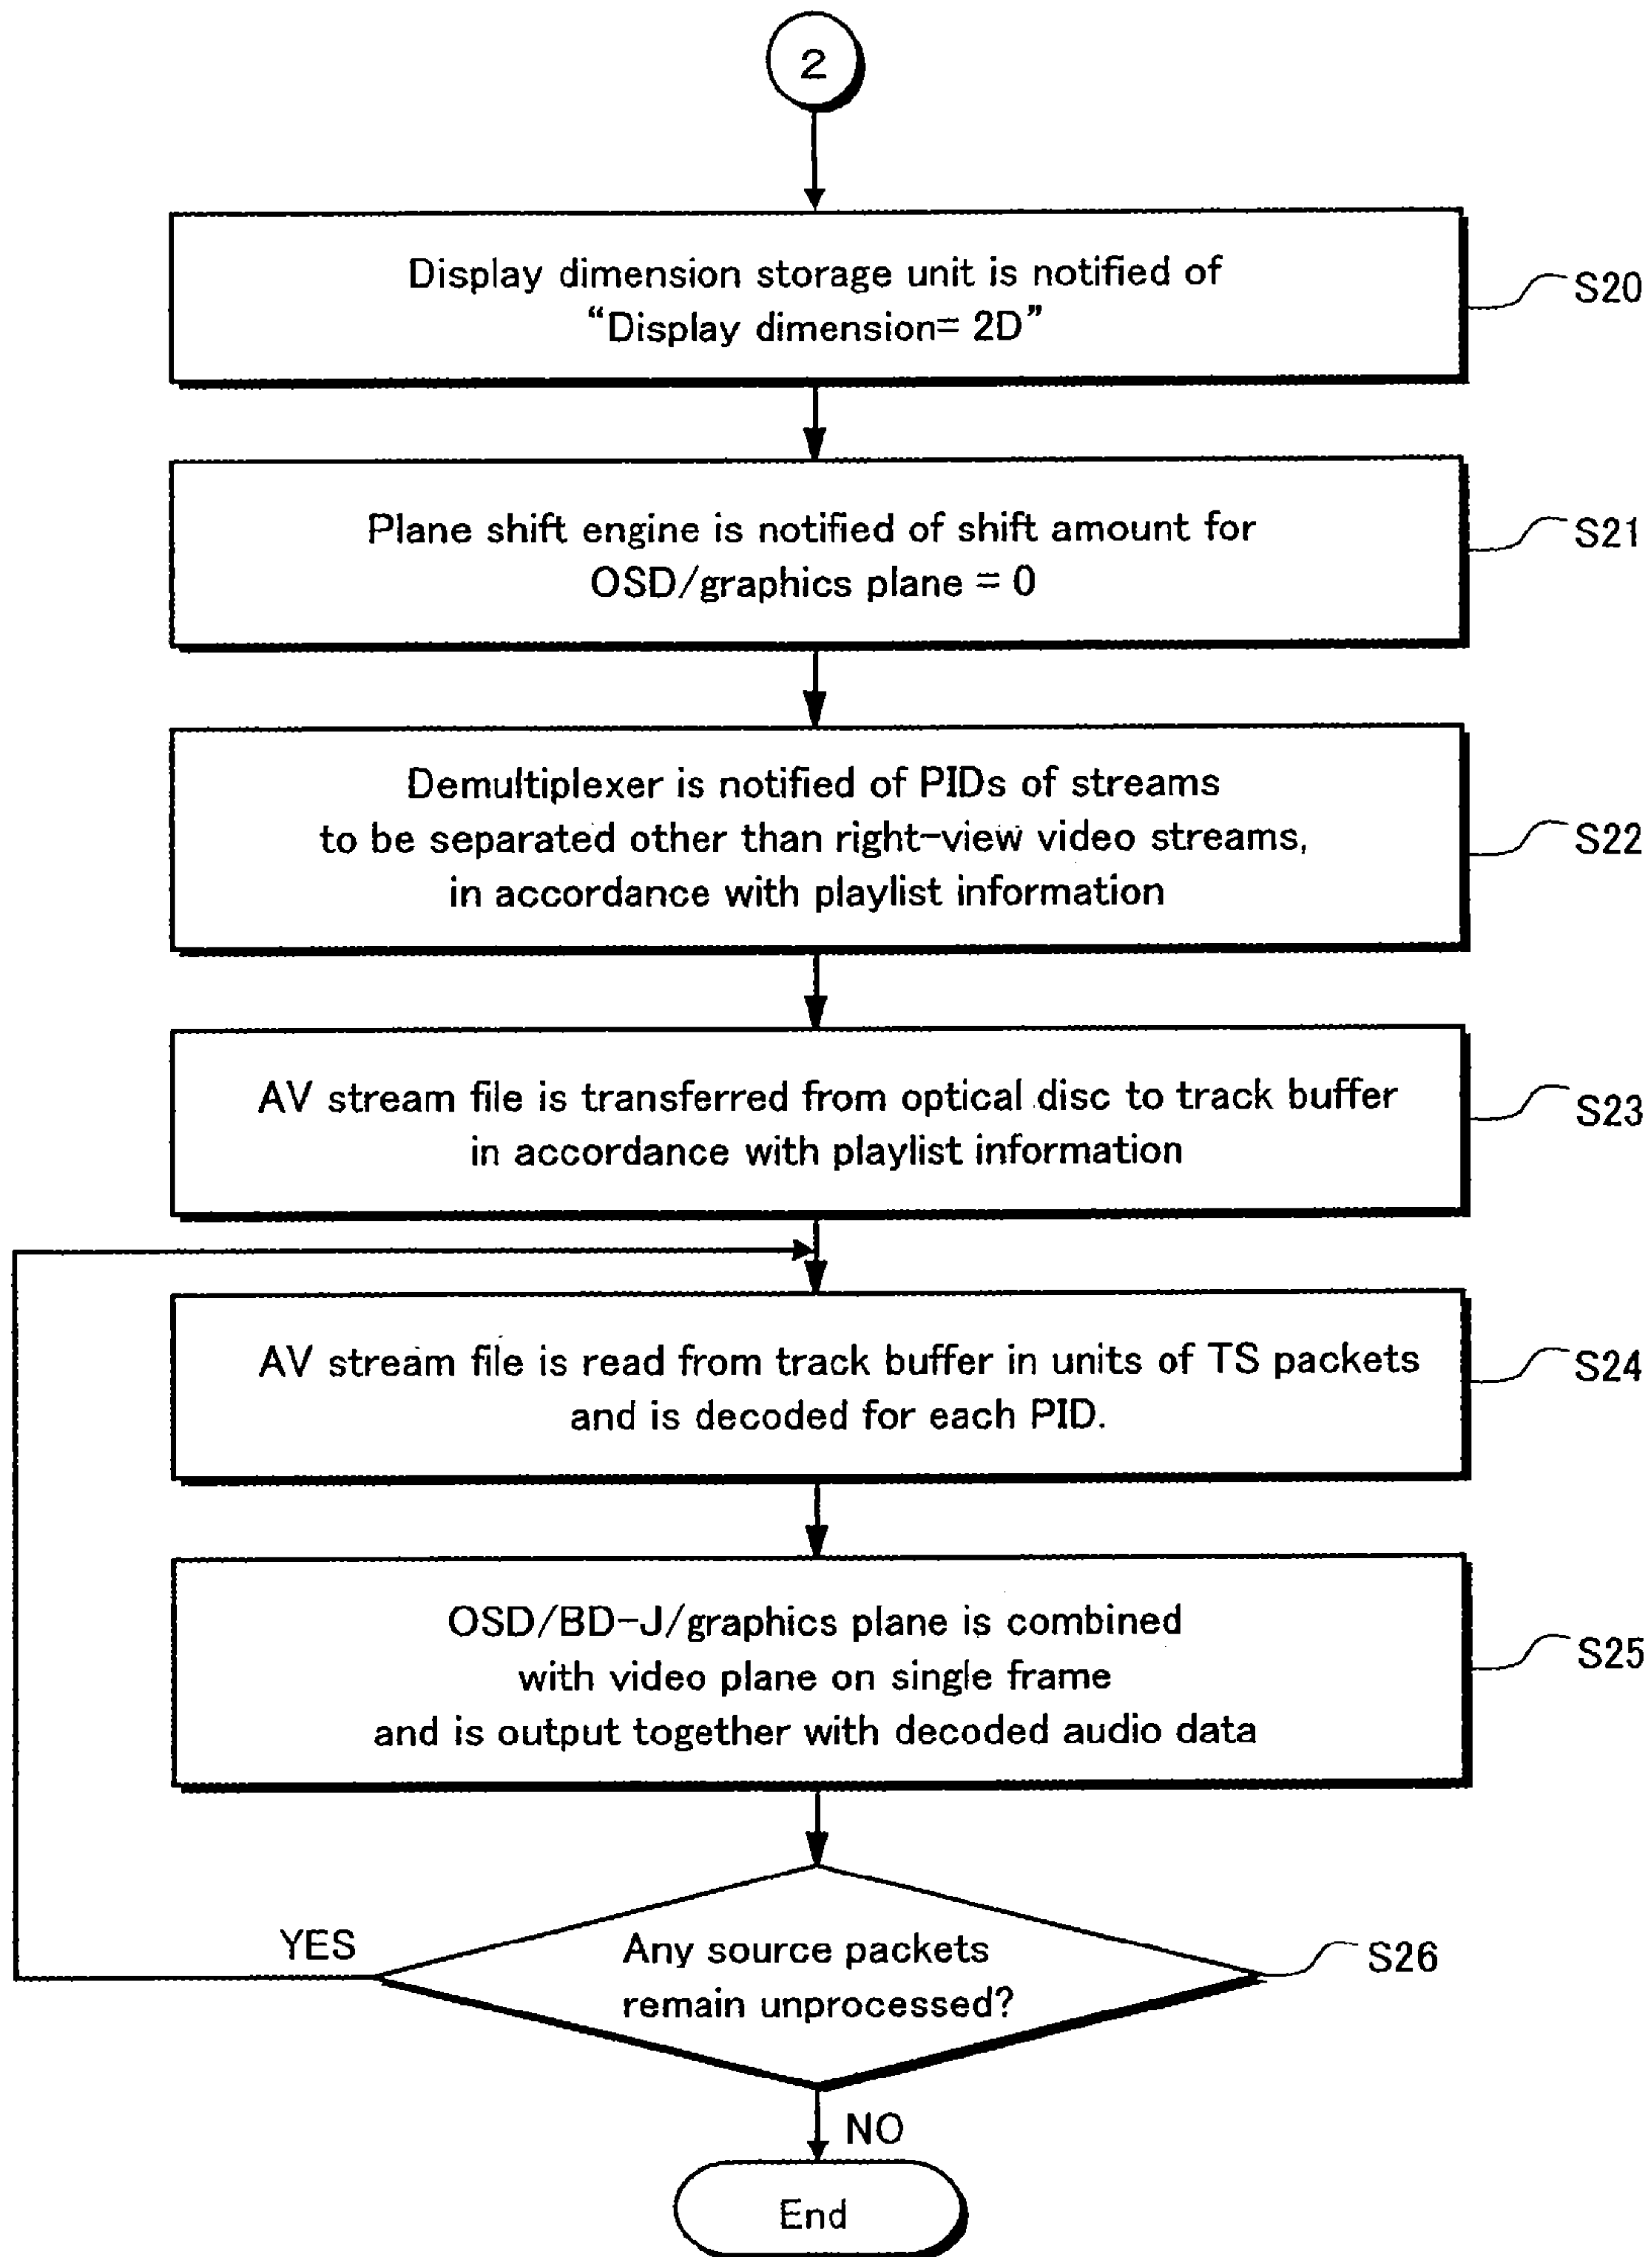 2
Display dimension storage unit is notified of
“Display dimension= 2D”
S20
Plane shift engine is notified of shift amount for
OSD/graphics plane = 0
S21
Demultiplexer is notified of PIDs of streams
to be separated other than right-view video streams,
in accordance with playlist information
S22
AV stream file is transferred from optical disc to track buffer
in accordance with playlist information
S23
AV stream file is read from track buffer in units of TS packets
and is decoded for each PID.
S24
OSD/BD-J/graphics plane is combined
with video plane on single frame
and is output together with decoded audio data
S25
YES
Any source packets
remain unprocessed?
S26
NO
End